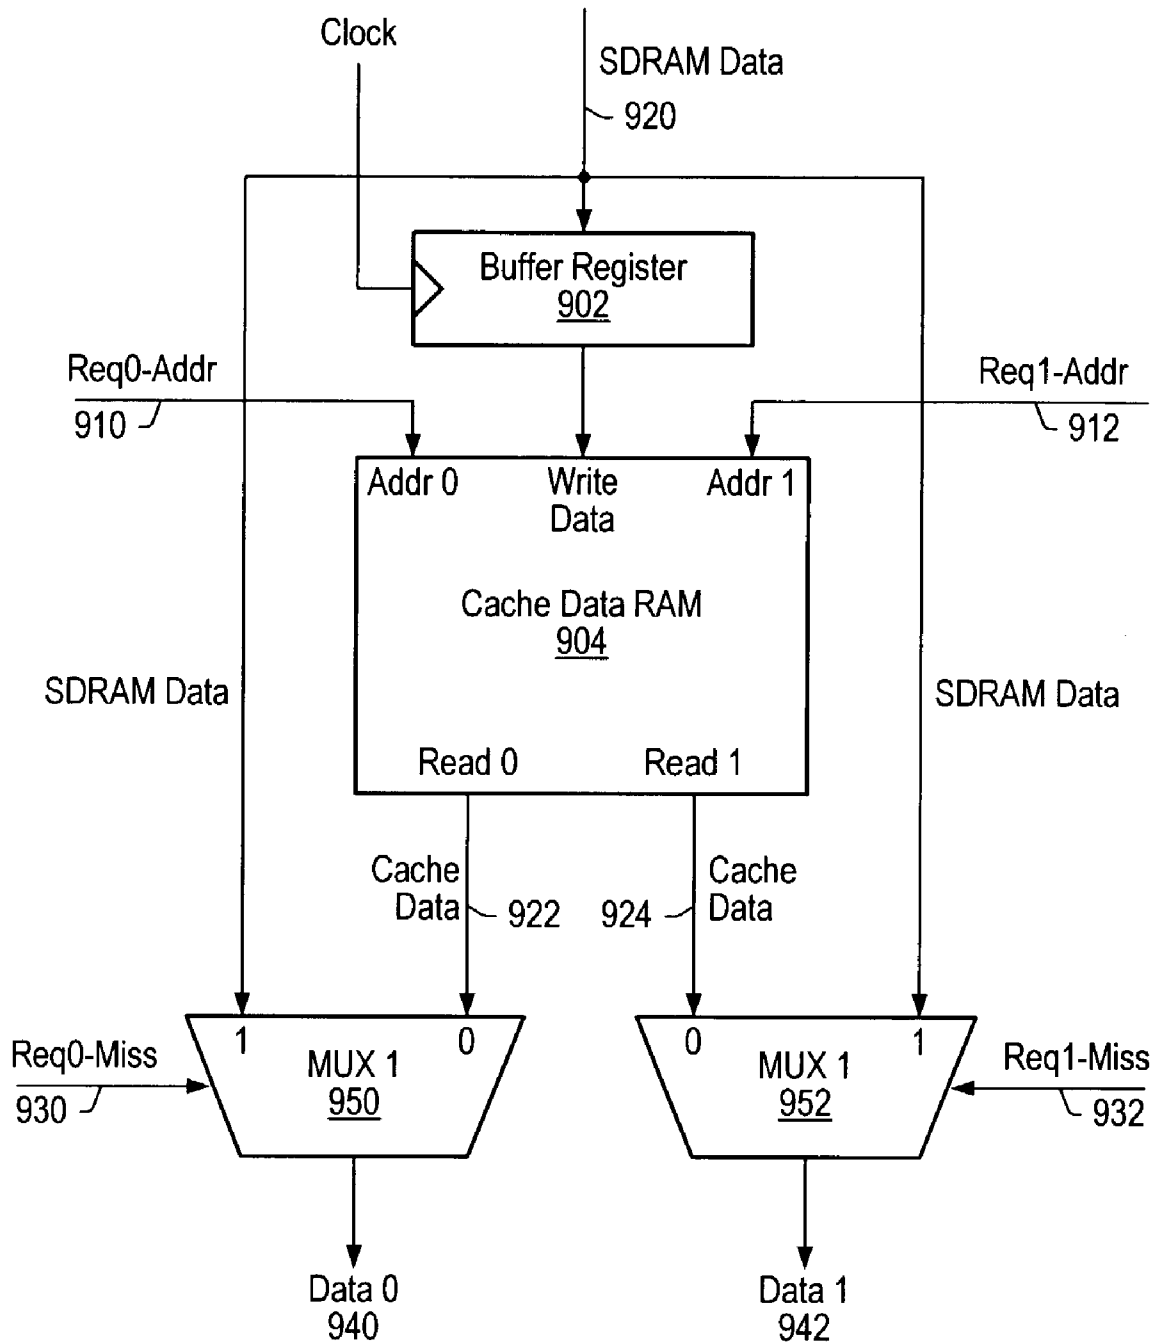 Clock
SDRAM Data
920
Buffer Register
902
Req0-Addr
910
Req1-Addr
912
Addr 0
Write
Data
Addr 1
Cache Data RAM
904
SDRAM Data
SDRAM Data
Read 0
Read 1
Cache
Data
922
924
Cache
Data
1
0
MUX 1
950
Req0-Miss
930
0
1
MUX 1
952
Req1-Miss
932
Data 0
940
Data 1
942